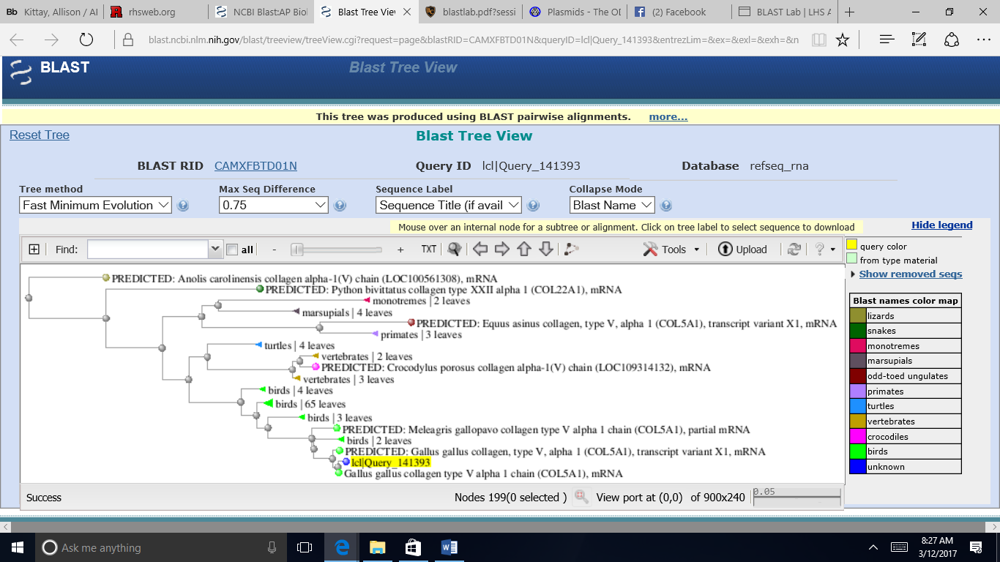 Bb Kittay, Allison / Al
rhsweb.org
NCBI Blast:AP Biol
Blast Tree Vie
blastlab.pdf?sessi
Plasmids - The OD
(2) Facebook
BLAST Lab | LHS A
blast.ncbi.nlm.nih.gov/blast/treeview/treeView.cgi?request=page&blastRID=CAMXFBTD01N&queryID=lcl|Query_141393&entrezLim=&ex=&exl=&exh=&n
BLAST
Blast Tree View
This tree was produced using BLAST pairwise alignments. more...
Reset Tree
Blast Tree View
BLAST RID CAMXFBTD01N Query ID lcl|Query_141393 Database refseq_rna
Tree method Max Seq Difference Sequence Label Collapse Mode
Fast Minimum Evolution 0.75 Sequence Title (if avail Blast Name
Mouse over an internal node for a subtree or alignment. Click on tree label to select sequence to download
Hide legend
Find: all - + TXT Tools Upload ?
query color
from type material
Show removed seqs
PREDICTED: Anolis carolinensis collagen alpha-1(V) chain (LOC100561308), mRNA
PREDICTED: Python bivittatus collagen type XXII alpha 1 (COL22A1), mRNA
monotremes | 2 leaves
marsupials | 4 leaves
PREDICTED: Equus asinus collagen, type V, alpha 1 (COL5A1), transcript variant X1, mRNA
primates | 3 leaves
turtles | 4 leaves
vertebrates | 2 leaves
PREDICTED: Crocodylus porosus collagen alpha-1(V) chain (LOC109314132), mRNA
vertebrates | 3 leaves
birds | 4 leaves
birds | 65 leaves
birds | 3 leaves
PREDICTED: Meleagris gallopavo collagen type V alpha 1 chain (COL5A1), partial mRNA
birds | 2 leaves
PREDICTED: Gallus gallus collagen, type V, alpha 1 (COL5A1), transcript variant X1, mRNA
lcl|Query_141393
Gallus gallus collagen type V alpha 1 chain (COL5A1), mRNA
Blast names color map
lizards
snakes
monotremes
marsupials
odd-toed ungulates
primates
turtles
vertebrates
crocodiles
birds
unknown
Success Nodes 199(0 selected ) View port at (0,0) of 900x240 0.05
Ask me anything
8:27 AM
3/12/2017